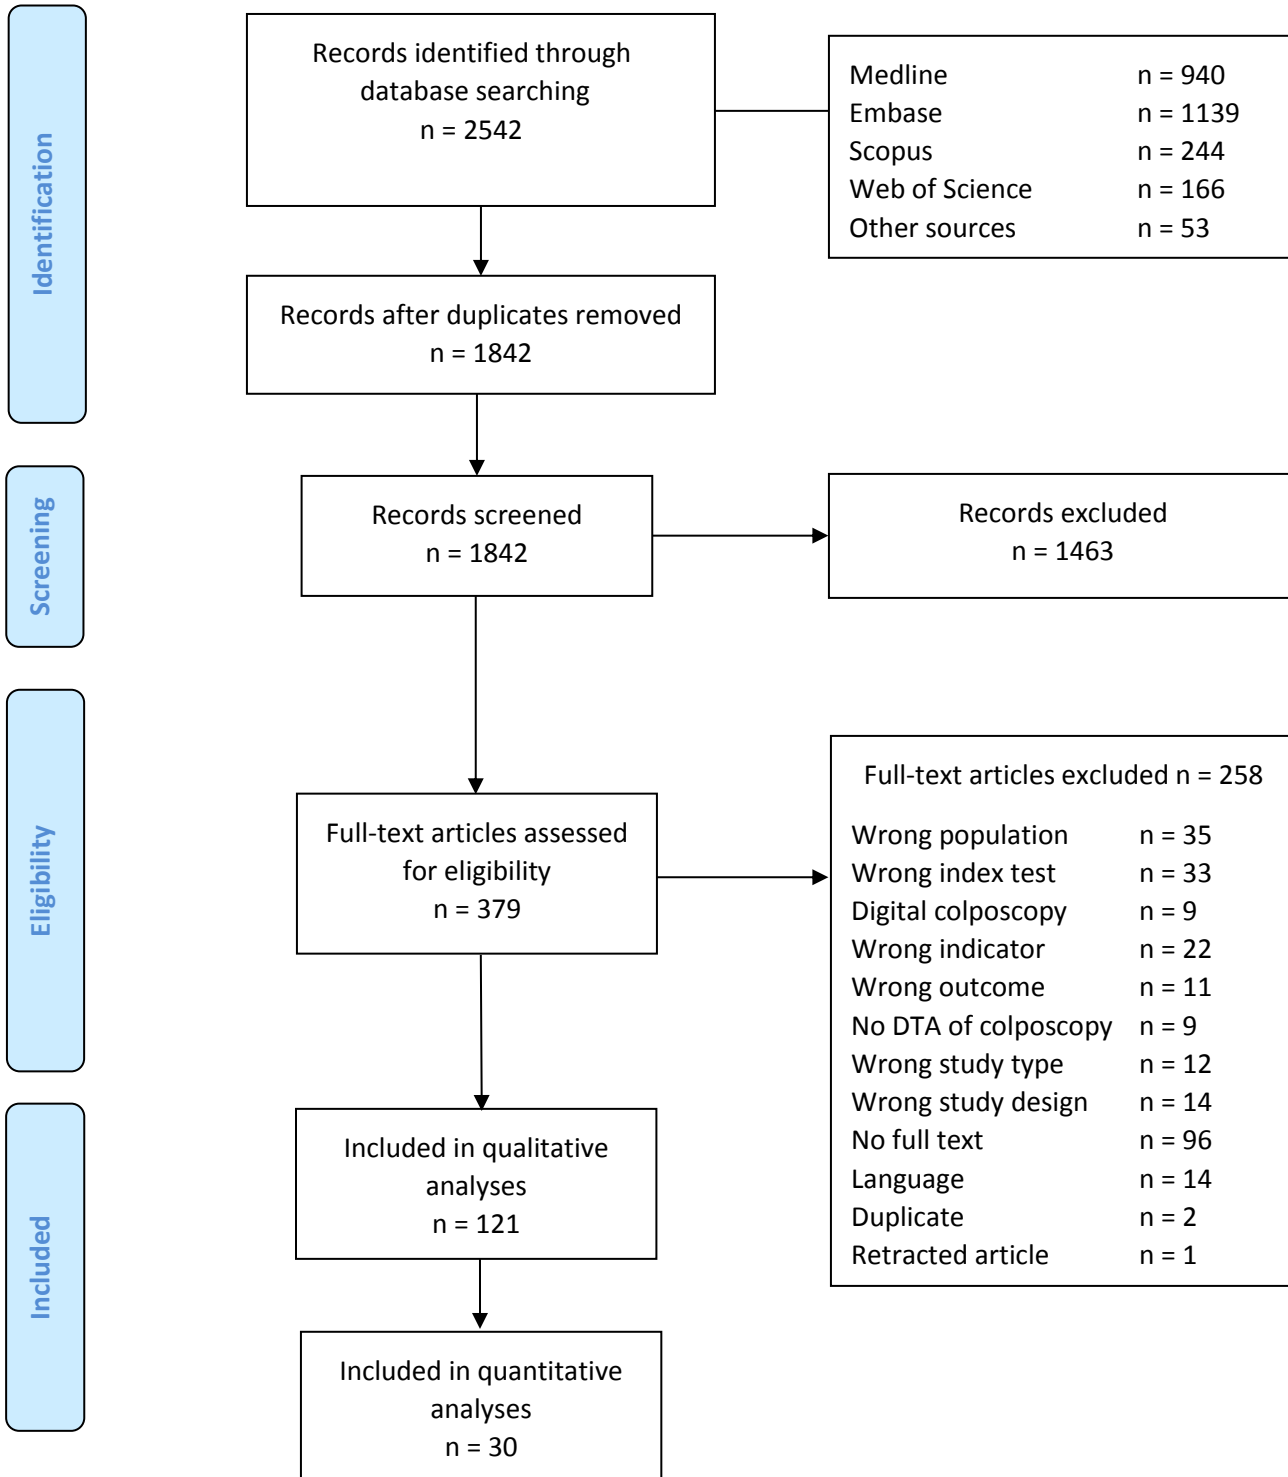 Identification
Records identified through
database searching
n = 2542
Medline n = 940
Embase n = 1139
Scopus n = 244
Web of Science n = 166
Other sources n = 53
Records after duplicates removed
n = 1842
Screening
Records screened
n = 1842
Records excluded
n = 1463
Eligibility
Full-text articles assessed
for eligibility
n = 379
Full-text articles excluded n = 258
Wrong population n = 35
Wrong index test n = 33
Digital colposcopy n = 9
Wrong indicator n = 22
Wrong outcome n = 11
No DTA of colposcopy n = 9
Wrong study type n = 12
Wrong study design n = 14
No full text n = 96
Language n = 14
Duplicate n = 2
Retracted article n = 1
Included
Included in qualitative
analyses
n = 121
Included in quantitative
analyses
n = 30